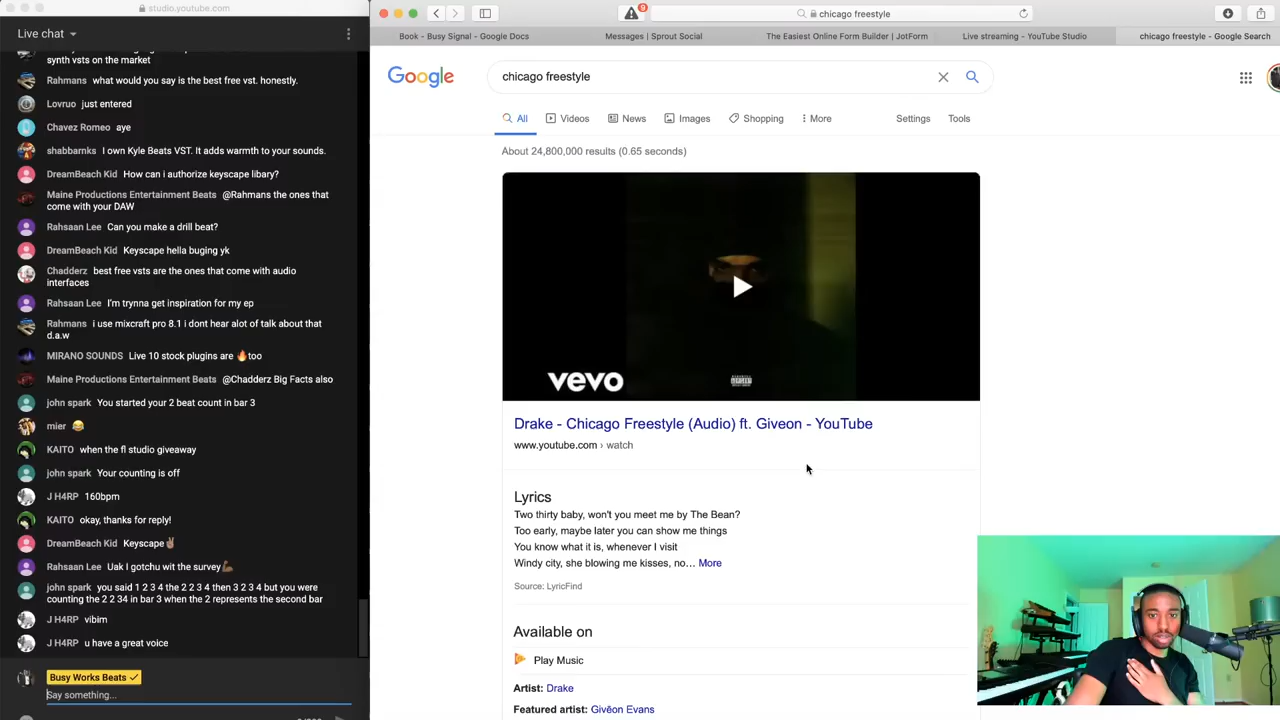 studio.youtube.com
Live chat
synth vsts on the market
Rahmans what would you say is the best free vst. honestly.
Lovruo just entered
Chavez Romeo aye
shabbarnks I own Kyle Beats VST. It adds warmth to your sounds.
DreamBeach Kid How can i authorize keyscape libary?
Maine Productions Entertainment Beats @Rahmans the ones that
come with your DAW
Rahsaan Lee Can you make a drill beat?
DreamBeach Kid Keyscape hella buging yk
Chadderz best free vsts are the ones that come with audio
interfaces
Rahsaan Lee I'm trynna get inspiration for my ep
Rahmans i use mixcraft pro 8.1 i dont hear alot of talk about that
d.a.w
MIRANO SOUNDS Live 10 stock plugins are 🔥too
Maine Productions Entertainment Beats @Chadderz Big Facts also
john spark You started your 2 beat count in bar 3
mier 😂
KAITO when the fl studio giveaway
john spark Your counting is off
J H4RP 160bpm
KAITO okay, thanks for reply!
DreamBeach Kid Keyscape✌🏽
Rahsaan Lee Uak I gotchu wit the survey💪🏾
john spark you said 1 2 3 4 the 2 2 3 4 then 3 2 3 4 but you were
counting the 2 2 34 in bar 3 when the 2 represents the second bar
J H4RP vibim
J H4RP u have a great voice
Busy Works Beats ✓
Say something...
9
chicago freestyle
Book - Busy Signal - Google Docs
Messages | Sprout Social
The Easiest Online Form Builder | JotForm
Live streaming - YouTube Studio
chicago freestyle - Google Search
Google
chicago freestyle
All Videos News Images Shopping More Settings Tools
About 24,800,000 results (0.65 seconds)
vevo
Drake - Chicago Freestyle (Audio) ft. Giveon - YouTube
www.youtube.com › watch
Lyrics
Two thirty baby, won't you meet me by The Bean?
Too early, maybe later you can show me things
You know what it is, whenever I visit
Windy city, she blowing me kisses, no... More
Source: LyricFind
Available on
Play Music
Artist: Drake
Featured artist: Givēon Evans